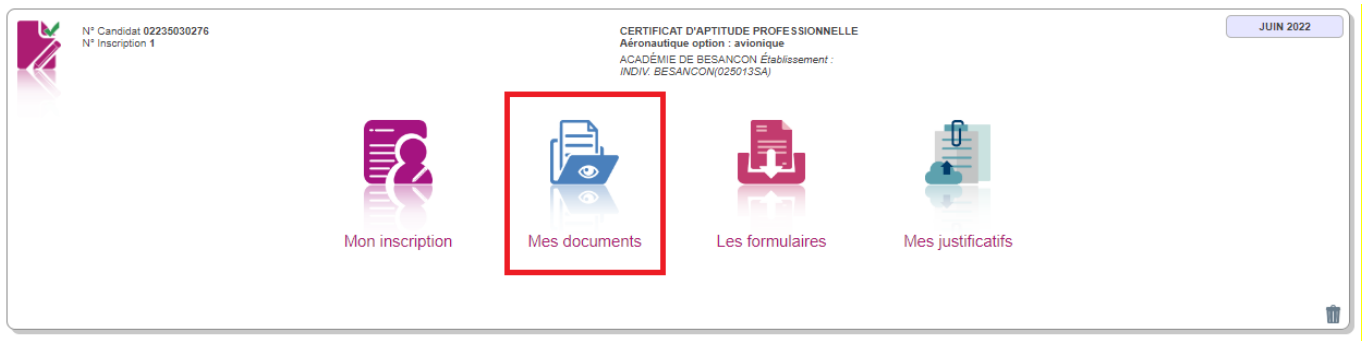 N° Candidat 02235030276
N° Inscription 1
CERTIFICAT D'APTITUDE PROFESSIONNELLE
Aéronautique option : avionique
ACADÉMIE DE BESANCON Établissement :
INDIV. BESANCON(025013SA)
JUIN 2022
Mon inscription
Mes documents
Les formulaires
Mes justificatifs